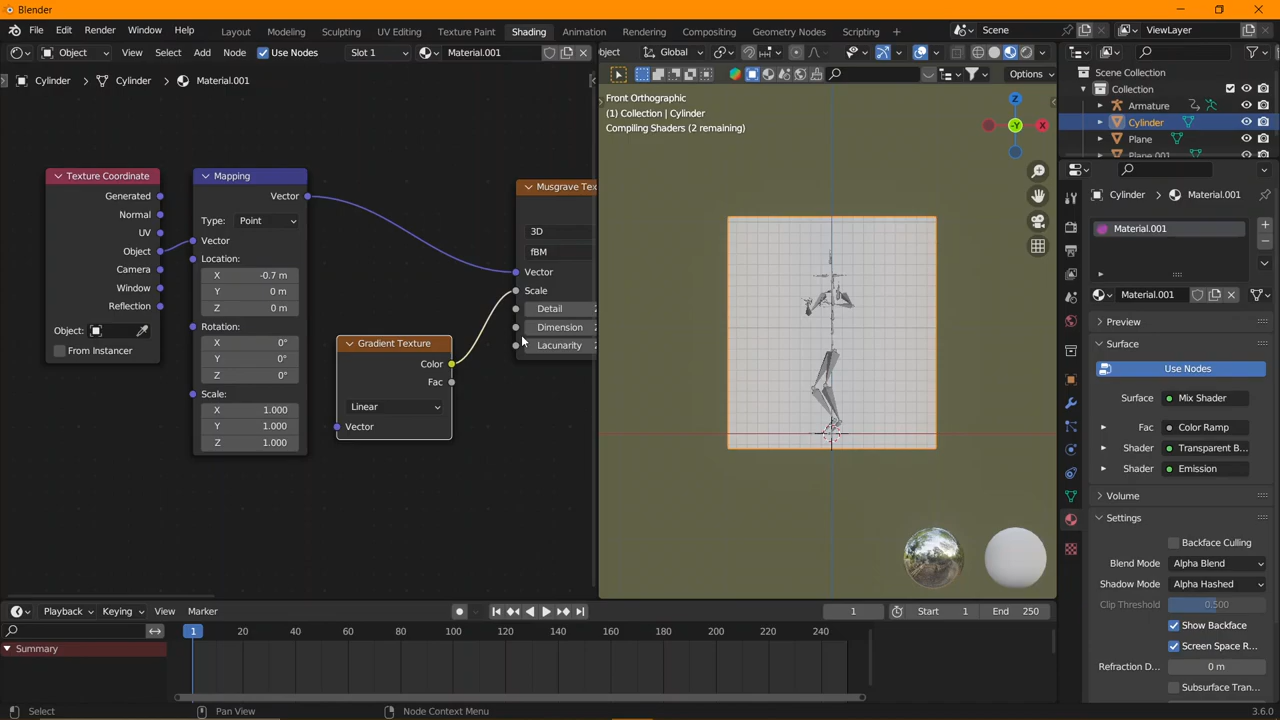 Blender
File Edit Render Window Help Layout Modeling Sculpting UV Editing Texture Paint Shading Animation Rendering Compositing Geometry Nodes Scripting Scene ViewLayer
Object View Select Add Node Use Nodes Slot 1 Material.001 bject Global
Cylinder Cylinder Material.001 Options
Front Orthographic
(1) Collection | Cylinder
Compiling Shaders (2 remaining)
Z
-Y
X
Scene Collection
Collection
Armature
Cylinder
Plane
Plane.001
Texture Coordinate
Generated
Normal
UV
Object
Camera
Window
Reflection
Object:
From Instancer
Mapping
Vector
Type: Point
Vector
Location:
X -0.7 m
Y 0 m
Z 0 m
Rotation:
X 0°
Y 0°
Z 0°
Scale:
X 1.000
Y 1.000
Z 1.000
Gradient Texture
Color
Fac
Linear
Vector
Musgrave Tex
3D
fBM
Vector
Scale
Detail 2
Dimension 2
Lacunarity 2
Cylinder Material.001
Material.001
Material.001
Preview
Surface
Use Nodes
Surface Mix Shader
Fac Color Ramp
Shader Transparent B...
Shader Emission
Volume
Settings
Backface Culling
Blend Mode Alpha Blend
Shadow Mode Alpha Hashed
Clip Threshold 0.500
Show Backface
Screen Space R...
Refraction D... 0 m
Subsurface Tran...
Playback Keying View Marker 1 Start 1 End 250
1 20 40 60 80 100 120 140 160 180 200 220 240
Summary
Select Pan View Node Context Menu 3.6.0